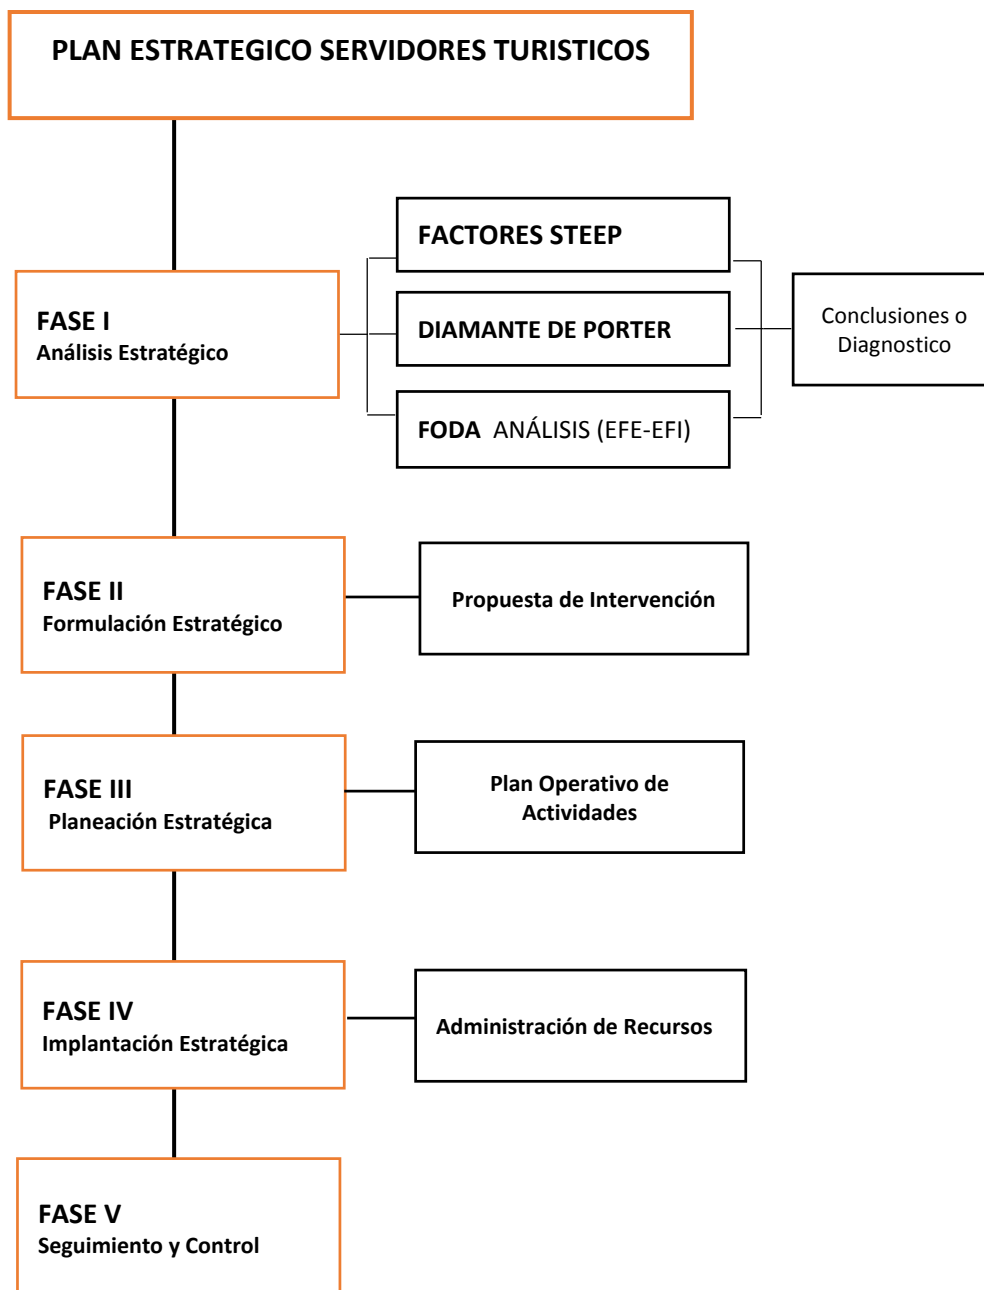 PLAN ESTRATEGICO SERVIDORES TURISTICOS
FACTORES STEEP
FASE I
Análisis Estratégico
DIAMANTE DE PORTER
Conclusiones o
Diagnostico
FODA ANÁLISIS (EFE-EFI)
FASE II
Formulación Estratégico
Propuesta de Intervención
FASE III
Planeación Estratégica
Plan Operativo de
Actividades
FASE IV
Implantación Estratégica
Administración de Recursos
FASE V
Seguimiento y Control